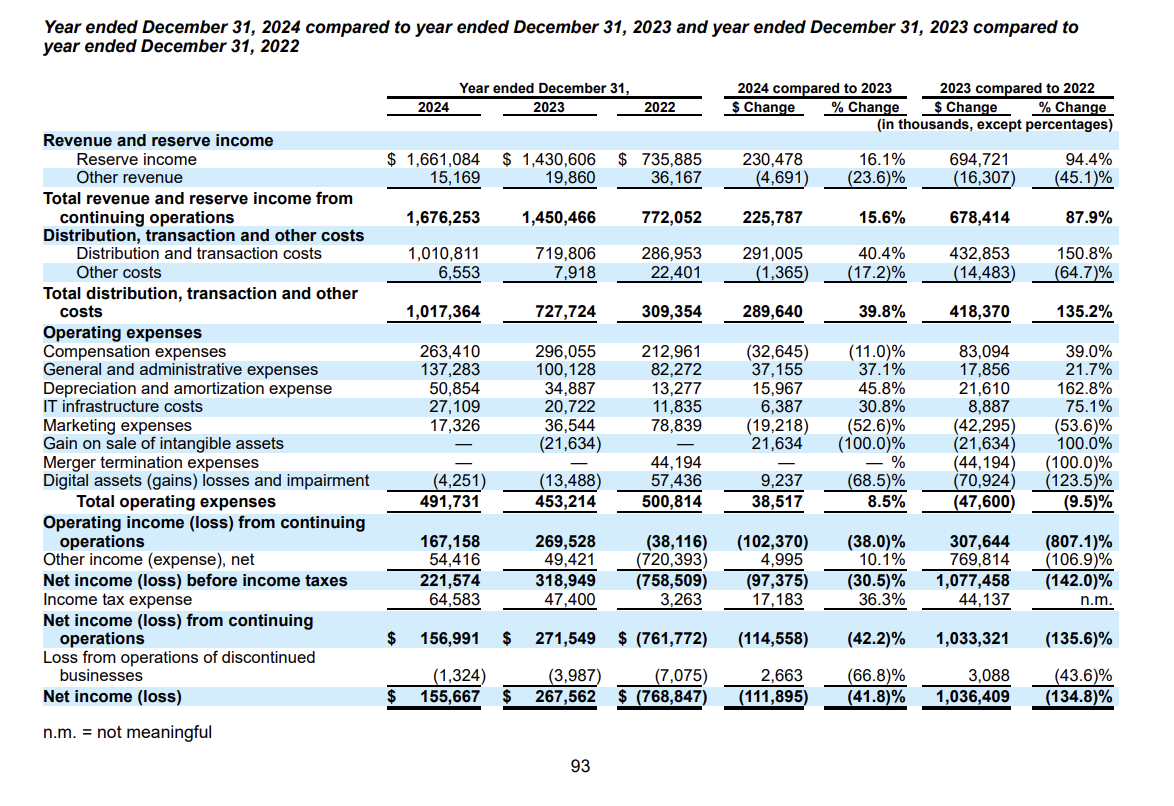 Year ended December 31, 2024 compared to year ended December 31, 2023 and year ended December 31, 2023 compared to
year ended December 31, 2022
Year ended December 31, 2024 compared to 2023 2023 compared to 2022
2024 2023 2022 $ Change % Change $ Change % Change
(in thousands, except percentages)
Revenue and reserve income
Reserve income $ 1,661,084 $ 1,430,606 $ 735,885 230,478 16.1% 694,721 94.4%
Other revenue 15,169 19,860 36,167 (4,691) (23.6)% (16,307) (45.1)%
Total revenue and reserve income from
continuing operations 1,676,253 1,450,466 772,052 225,787 15.6% 678,414 87.9%
Distribution, transaction and other costs
Distribution and transaction costs 1,010,811 719,806 286,953 291,005 40.4% 432,853 150.8%
Other costs 6,553 7,918 22,401 (1,365) (17.2)% (14,483) (64.7)%
Total distribution, transaction and other
costs 1,017,364 727,724 309,354 289,640 39.8% 418,370 135.2%
Operating expenses
Compensation expenses 263,410 296,055 212,961 (32,645) (11.0)% 83,094 39.0%
General and administrative expenses 137,283 100,128 82,272 37,155 37.1% 17,856 21.7%
Depreciation and amortization expense 50,854 34,887 13,277 15,967 45.8% 21,610 162.8%
IT infrastructure costs 27,109 20,722 11,835 6,387 30.8% 8,887 75.1%
Marketing expenses 17,326 36,544 78,839 (19,218) (52.6)% (42,295) (53.6)%
Gain on sale of intangible assets — (21,634) — 21,634 (100.0)% (21,634) 100.0%
Merger termination expenses — — 44,194 — — % (44,194) (100.0)%
Digital assets (gains) losses and impairment (4,251) (13,488) 57,436 9,237 (68.5)% (70,924) (123.5)%
Total operating expenses 491,731 453,214 500,814 38,517 8.5% (47,600) (9.5)%
Operating income (loss) from continuing
operations 167,158 269,528 (38,116) (102,370) (38.0)% 307,644 (807.1)%
Other income (expense), net 54,416 49,421 (720,393) 4,995 10.1% 769,814 (106.9)%
Net income (loss) before income taxes 221,574 318,949 (758,509) (97,375) (30.5)% 1,077,458 (142.0)%
Income tax expense 64,583 47,400 3,263 17,183 36.3% 44,137 n.m.
Net income (loss) from continuing
operations $ 156,991 $ 271,549 $ (761,772) (114,558) (42.2)% 1,033,321 (135.6)%
Loss from operations of discontinued
businesses (1,324) (3,987) (7,075) 2,663 (66.8)% 3,088 (43.6)%
Net income (loss) $ 155,667 $ 267,562 $ (768,847) (111,895) (41.8)% 1,036,409 (134.8)%
n.m. = not meaningful
93